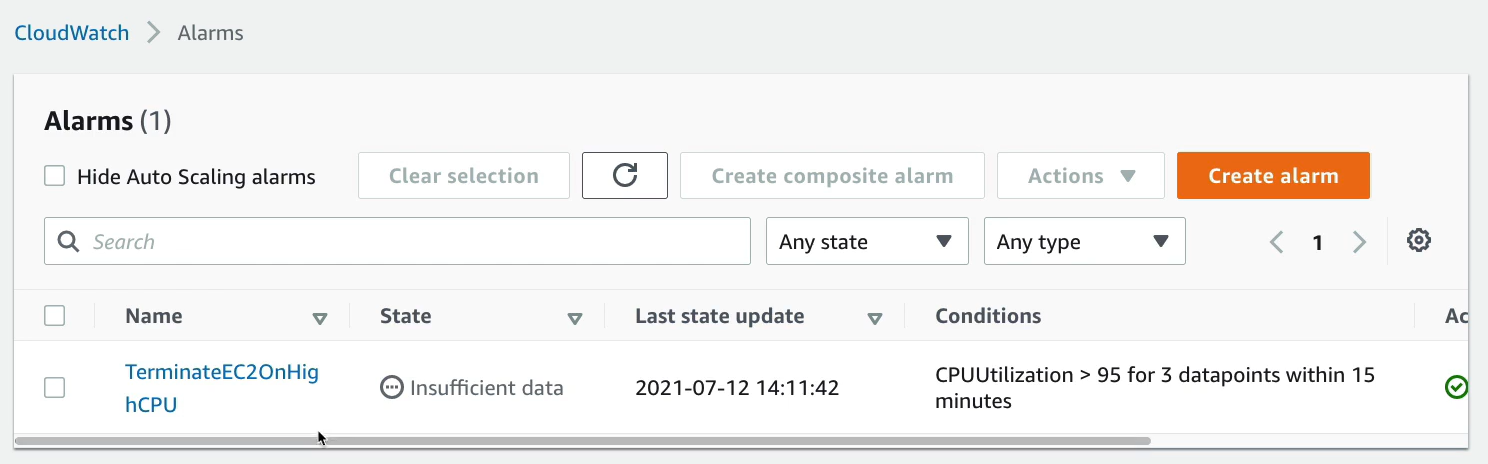 CloudWatch Alarms
Alarms (1)
Hide Auto Scaling alarms Clear selection Create composite alarm Actions Create alarm
Search Any state Any type 1
Name State Last state update Conditions Ac
TerminateEC2OnHig
hCPU
Insufficient data 2021-07-12 14:11:42
CPUUtilization > 95 for 3 datapoints within 15
minutes